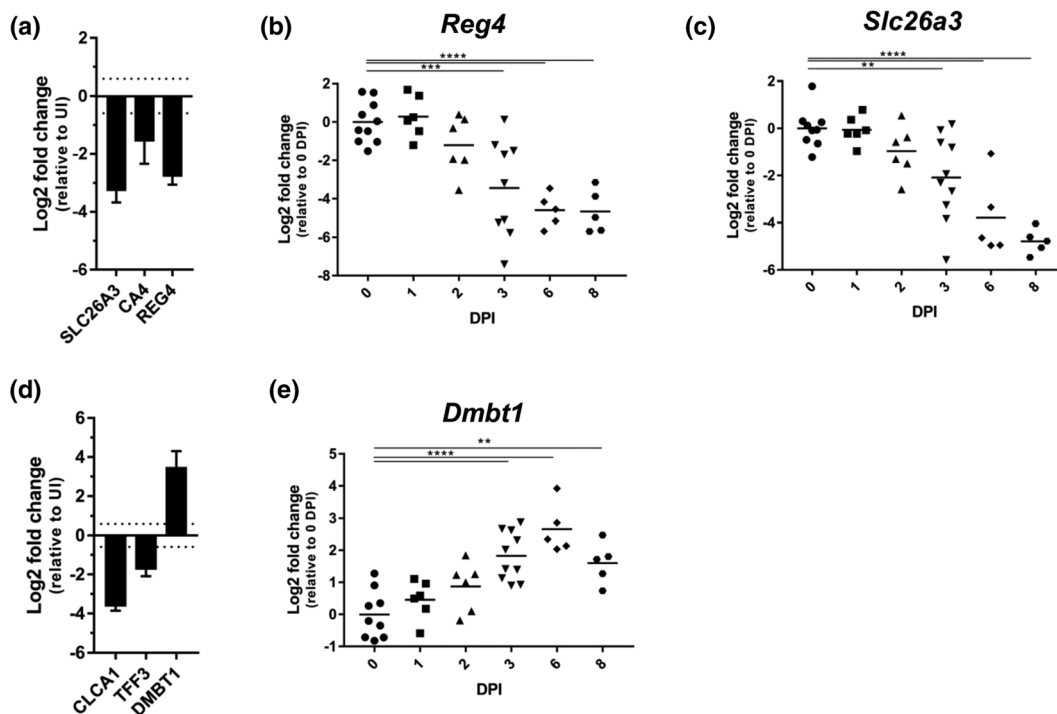 (a)
Log2 fold change
(relative to UI)
2
0
-2
-4
-6
SLC26A3
CA4
REG4
(b)
Reg4
****
***
Log2 fold change
(relative to 0 DPI)
4
2
0
-2
-4
-6
-8
0
1
2
3
6
8
DPI
(c)
Slc26a3
****
**
Log2 fold change
(relative to 0 DPI)
2
0
-2
-4
-6
0
1
2
3
6
8
DPI
(d)
Log2 fold change
(relative to UI)
6
4
2
0
-2
-4
-6
CLCA1
TFF3
DMBT1
(e)
Dmbt1
**
****
Log2 fold change
(relative to 0 DPI)
5
4
3
2
1
0
-1
0
1
2
3
6
8
DPI